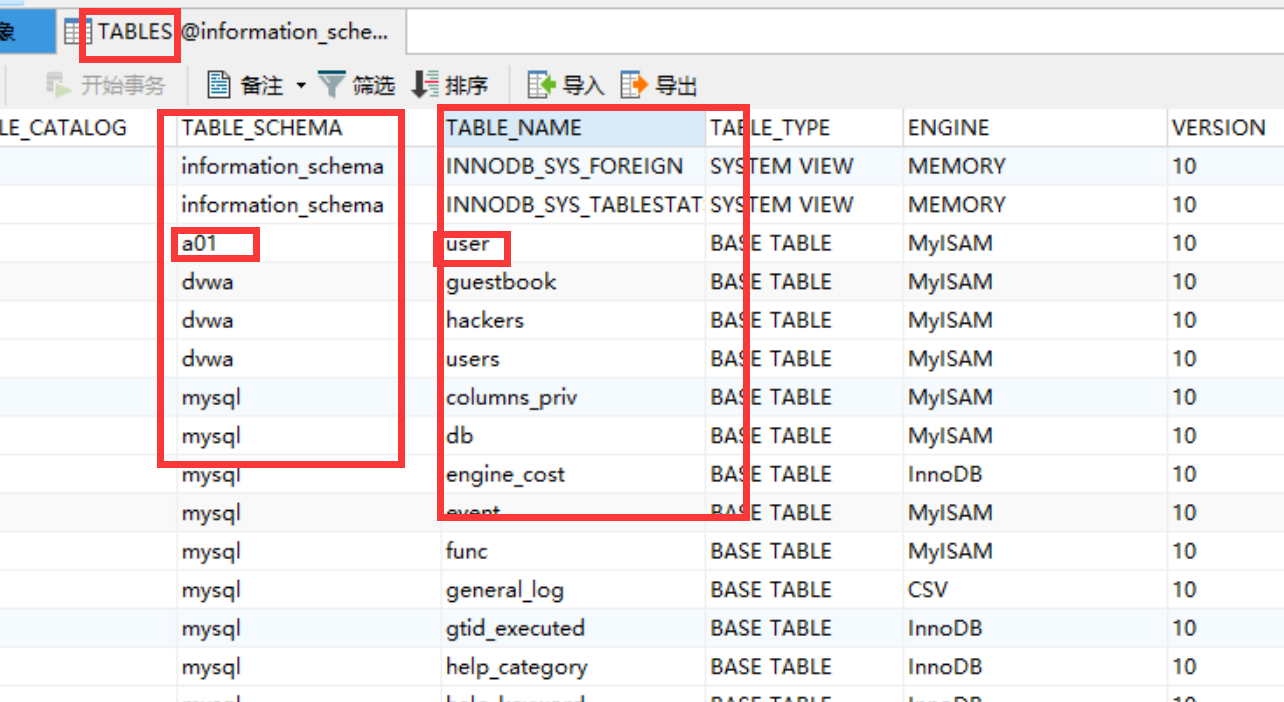 象 TABLES @information_sche...
开始事务 备注 筛选 排序 导入 导出
LE_CATALOG TABLE_SCHEMA TABLE_NAME TABLE_TYPE ENGINE VERSION
information_schema INNODB_SYS_FOREIGN SYSTEM VIEW MEMORY 10
information_schema INNODB_SYS_TABLESTAT SYSTEM VIEW MEMORY 10
a01 user BASE TABLE MyISAM 10
dvwa guestbook BASE TABLE MyISAM 10
dvwa hackers BASE TABLE MyISAM 10
dvwa users BASE TABLE MyISAM 10
mysql columns_priv BASE TABLE MyISAM 10
mysql db BASE TABLE MyISAM 10
mysql engine_cost BASE TABLE InnoDB 10
mysql event BASE TABLE MyISAM 10
mysql func BASE TABLE MyISAM 10
mysql general_log BASE TABLE CSV 10
mysql gtid_executed BASE TABLE InnoDB 10
mysql help_category BASE TABLE InnoDB 10